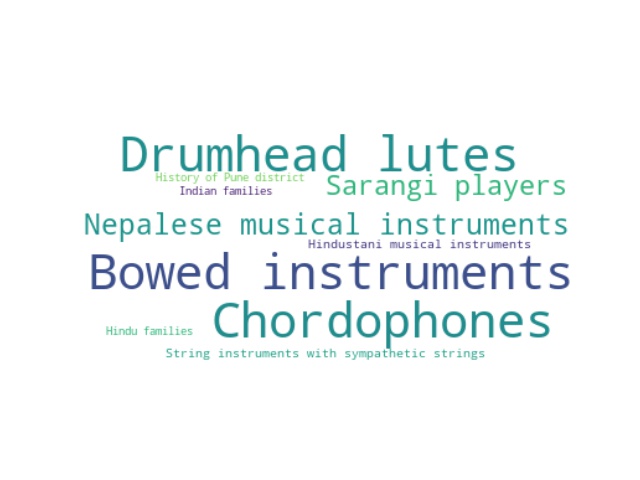 Drumhead lutes
History of Pune district
Sarangi players
Indian families
Nepalese musical instruments
Hindustani musical instruments
Bowed instruments
Chordophones
Hindu families
String instruments with sympathetic strings